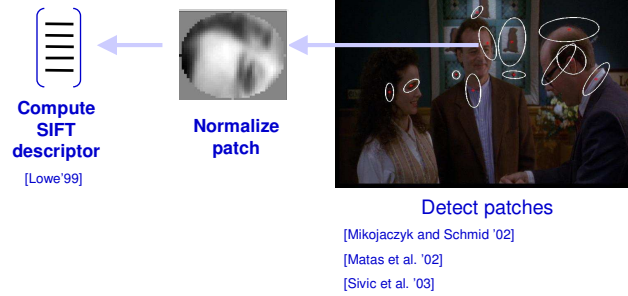 Compute
SIFT
descriptor
[Lowe'99]
Normalize
patch
Detect patches
[Mikojaczyk and Schmid '02]
[Matas et al. '02]
[Sivic et al. '03]